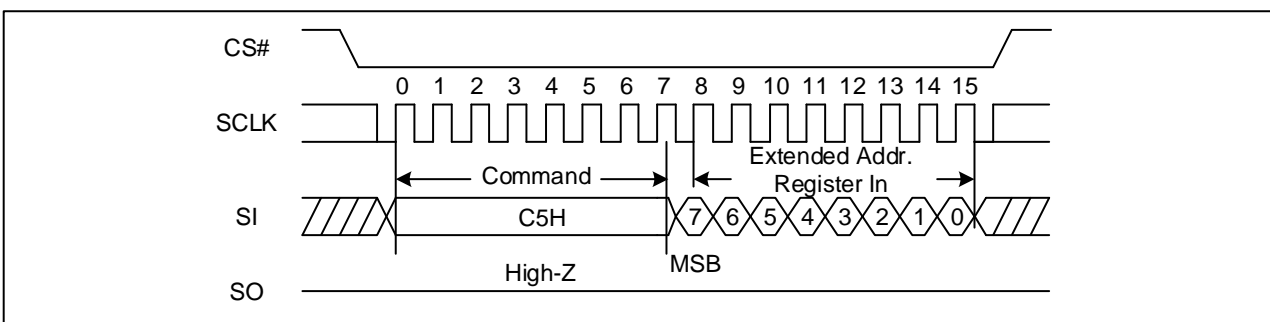 CS#
0 1 2 3 4 5 6 7 8 9 10 11 12 13 14 15
SCLK
Command
Extended Addr.
Register In
SI
C5H
7 6 5 4 3 2 1 0
High-Z
MSB
SO